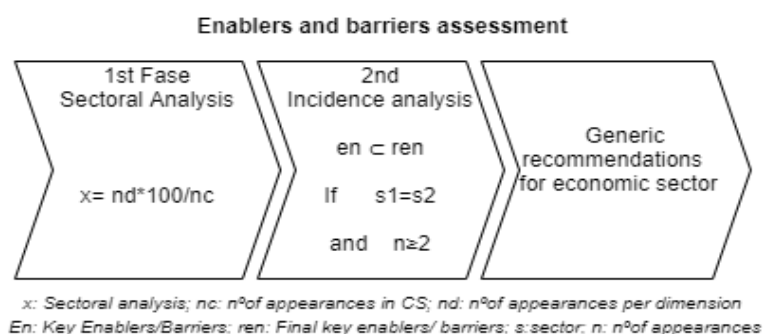 Enablers and barriers assessment
1st Fase
Sectoral Analysis
x= nd*100/nc
2nd
Incidence analysis
en ⊂ ren
If s1=s2
and n≥2
Generic
recommendations
for economic sector
x: Sectoral analysis; nc: nºof appearances in CS; nd: nºof appearances per dimension
En: Key Enablers/Barriers; ren: Final key enablers/ barriers; s:sector; n: nºof appearances